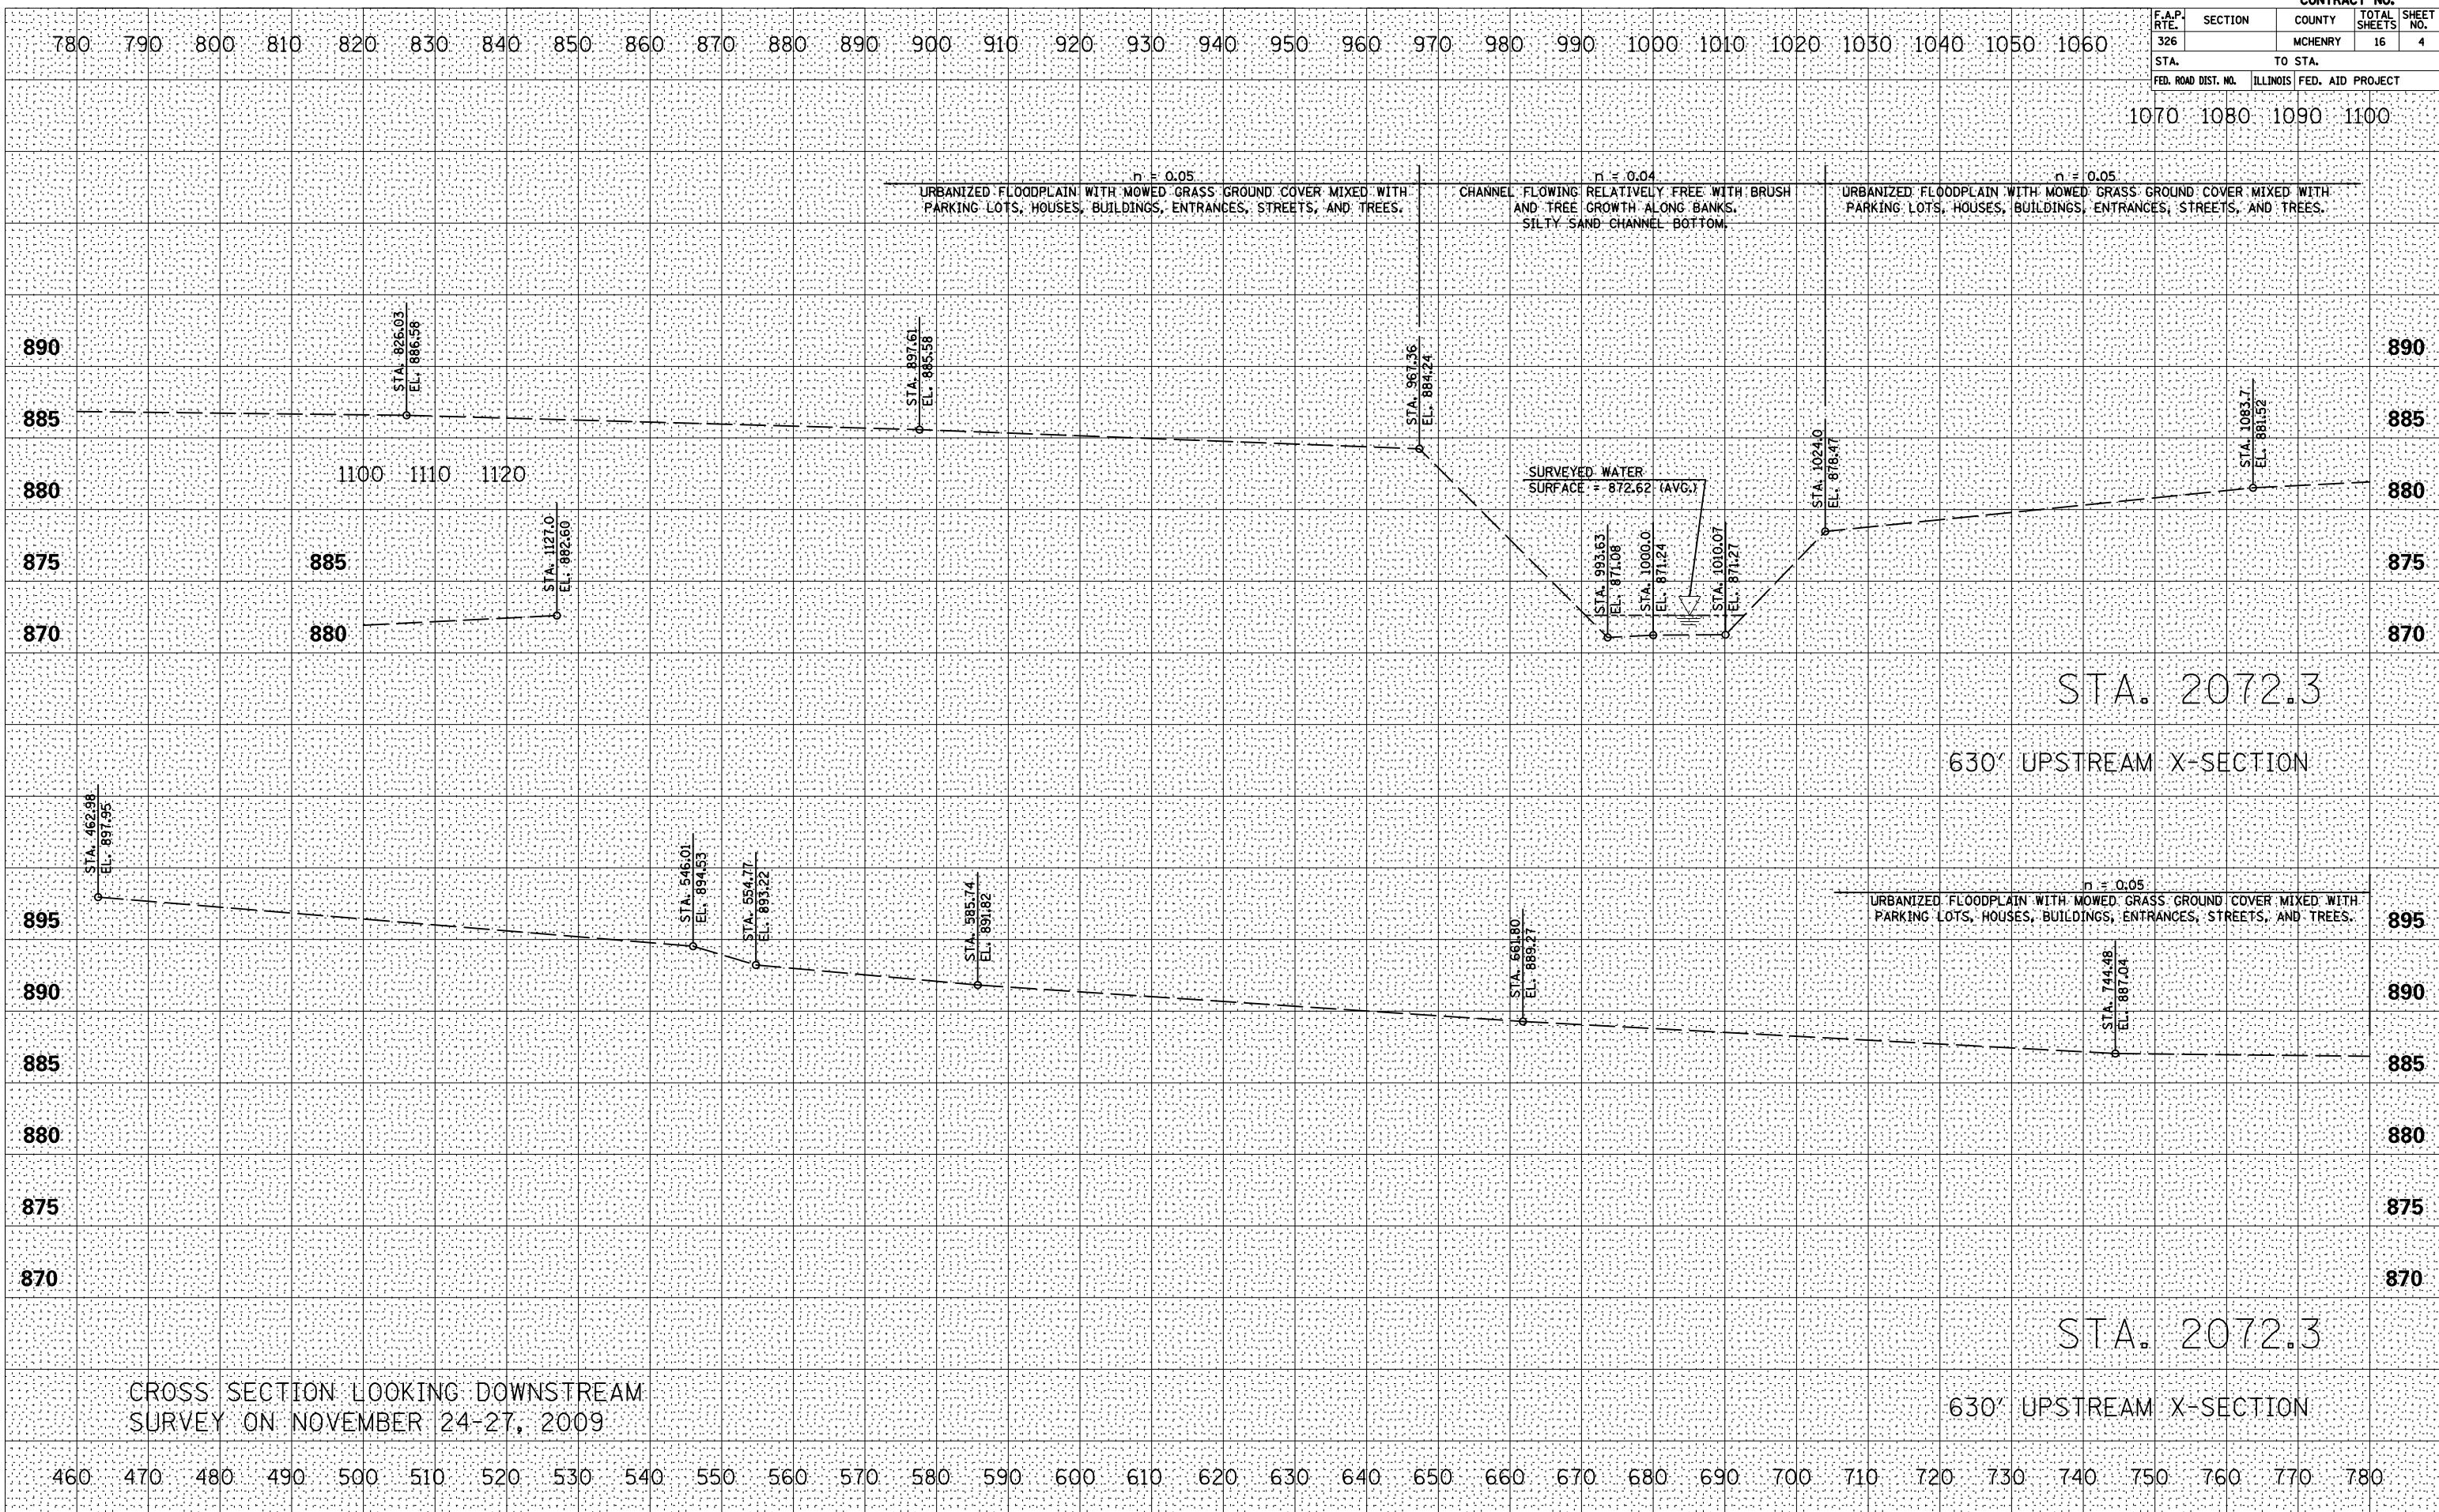 CONTRACT NO.
F.A.P. RTE. SECTION COUNTY TOTAL SHEETS SHEET NO.
326 MCHENRY 16 4
STA. TO STA.
FED. ROAD DIST. NO. ILLINOIS FED. AID PROJECT
780 790 800 810 820 830 840 850 860 870 880 890 900 910 920 930 940 950 960 970 980 990 1000 1010 1020 1030 1040 1050 1060
1070 1080 1090 1100
n = 0.05
URBANIZED FLOODPLAIN WITH MOWED GRASS GROUND COVER MIXED WITH
PARKING LOTS, HOUSES, BUILDINGS, ENTRANCES, STREETS, AND TREES.
n = 0.04
CHANNEL FLOWING RELATIVELY FREE WITH BRUSH
AND TREE GROWTH ALONG BANKS.
SILTY SAND CHANNEL BOTTOM.
n = 0.05
URBANIZED FLOODPLAIN WITH MOWED GRASS GROUND COVER MIXED WITH
PARKING LOTS, HOUSES, BUILDINGS, ENTRANCES, STREETS, AND TREES.
STA. 826.03
EL. 886.58
STA. 897.61
EL. 885.58
STA. 967.36
EL. 884.24
STA. 1083.7
EL. 881.52
890 890
885 885
STA. 1024.0
EL. 878.47
1100 1110 1120
SURVEYED WATER
SURFACE = 872.62 (AVG.)
880 880
STA. 1127.0
EL. 882.60
STA. 993.63
EL. 871.08
STA. 1000.0
EL. 871.24
STA. 1010.07
EL. 871.27
875 885 875
870 880 870
STA. 2072.3
630' UPSTREAM X-SECTION
STA. 462.98
EL. 897.95
STA. 546.01
EL. 894.53
STA. 554.77
EL. 893.22
STA. 585.74
EL. 891.82
STA. 661.80
EL. 889.27
n = 0.05
URBANIZED FLOODPLAIN WITH MOWED GRASS GROUND COVER MIXED WITH
PARKING LOTS, HOUSES, BUILDINGS, ENTRANCES, STREETS, AND TREES.
STA. 744.48
EL. 887.04
895 895
890 890
885 885
880 880
875 875
870 870
STA. 2072.3
CROSS SECTION LOOKING DOWNSTREAM
SURVEY ON NOVEMBER 24-27, 2009
630' UPSTREAM X-SECTION
460 470 480 490 500 510 520 530 540 550 560 570 580 590 600 610 620 630 640 650 660 670 680 690 700 710 720 730 740 750 760 770 780